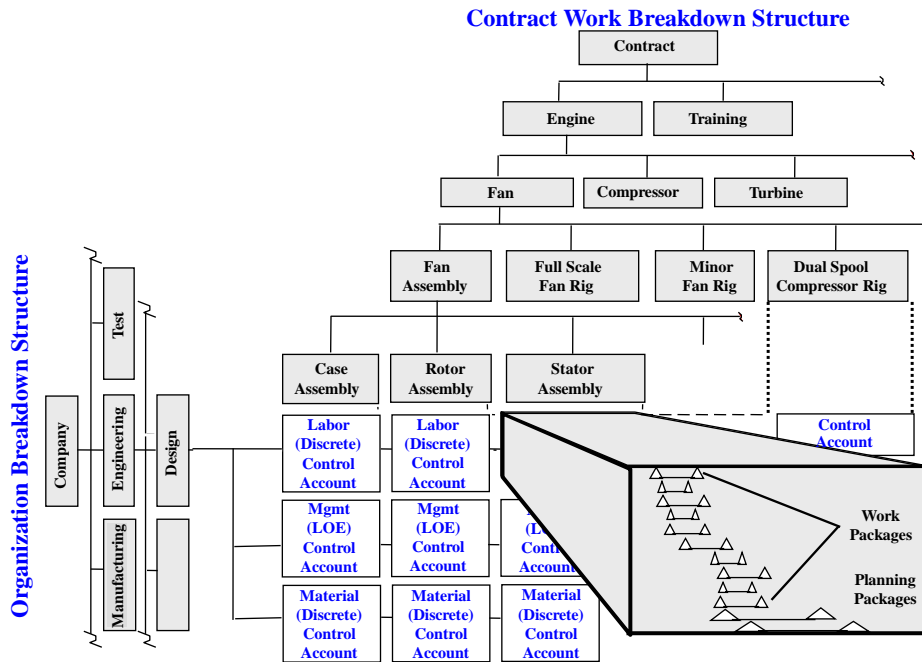 Contract Work Breakdown Structure
Contract
Engine
Training
Fan
Compressor
Turbine
Fan
Assembly
Full Scale
Fan Rig
Minor
Fan Rig
Dual Spool
Compressor Rig
Organization Breakdown Structure
Company
Test
Engineering
Manufacturing
Design
Case
Assembly
Rotor
Assembly
Stator
Assembly
Labor
(Discrete)
Control
Account
Labor
(Discrete)
Control
Account
Control
Account
Mgmt
(LOE)
Control
Account
Mgmt
(LOE)
Control
Account
Account
Material
(Discrete)
Control
Account
Material
(Discrete)
Control
Account
Material
(Discrete)
Control
Account
Work
Packages
Planning
Packages